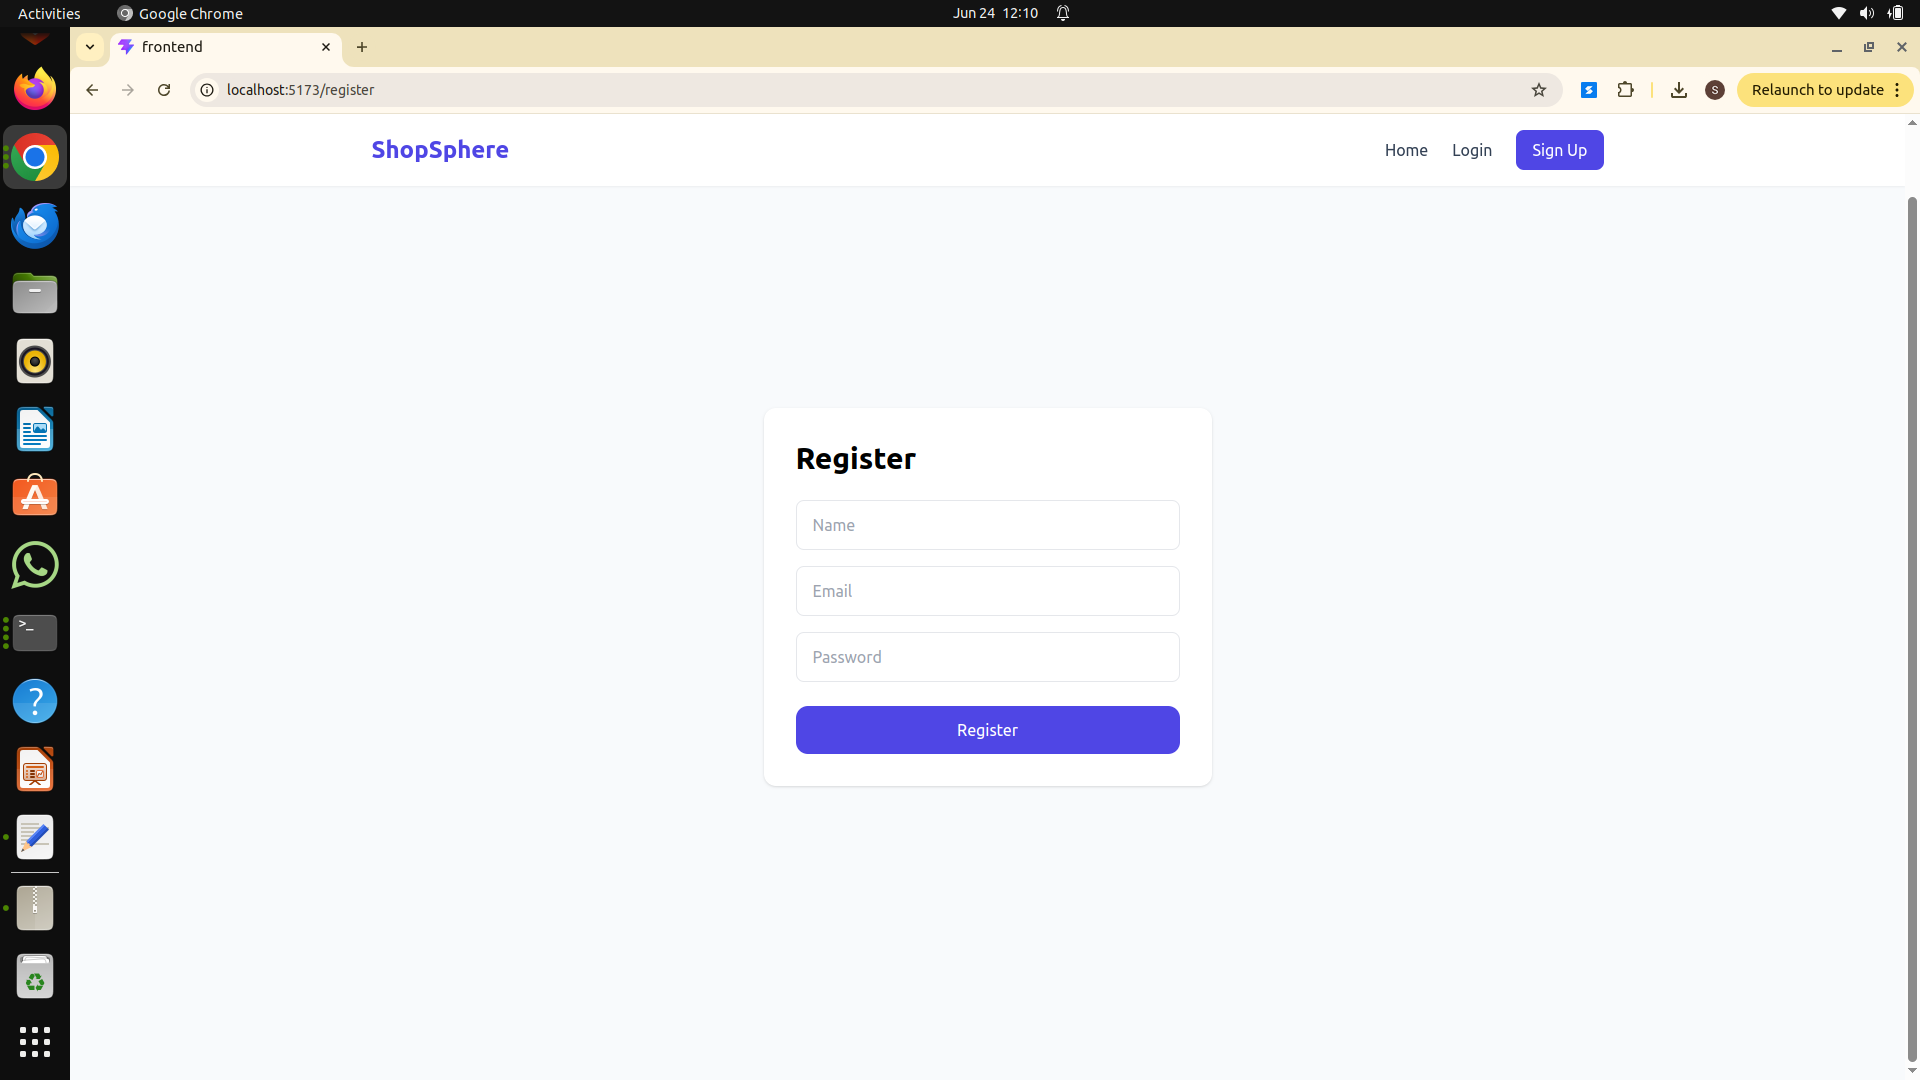 Activities Google Chrome Jun 24 12:10
frontend
localhost:5173/register S Relaunch to update
ShopSphere Home Login Sign Up
Register
Name
Email
Password
Register